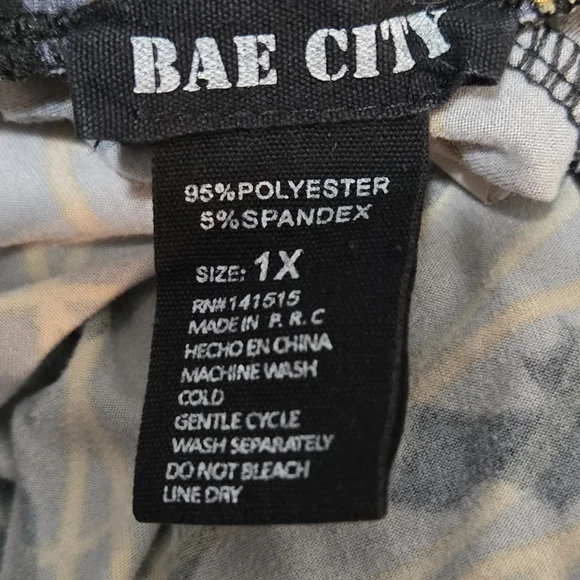 BAE CITY
95%POLYESTER
5%SPANDEX
SIZE: 1X
RN#141515
MADE IN P. R. C
HECHO EN CHINA
MACHINE WASH
COLD
GENTLE CYCLE
WASH SEPARATELY
DO NOT BLEACH
LINE DRY